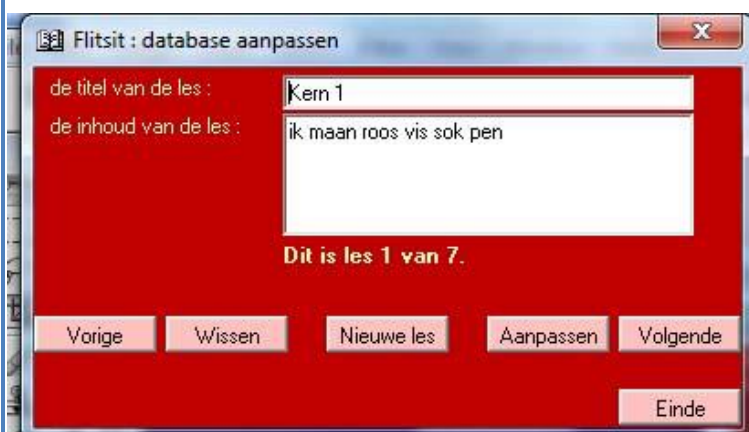 Flitsit : database aanpassen
de titel van de les :
Kern 1
de inhoud van de les :
ik maan roos vis sok pen
Dit is les 1 van 7.
Vorige
Wissen
Nieuwe les
Aanpassen
Volgende
Einde